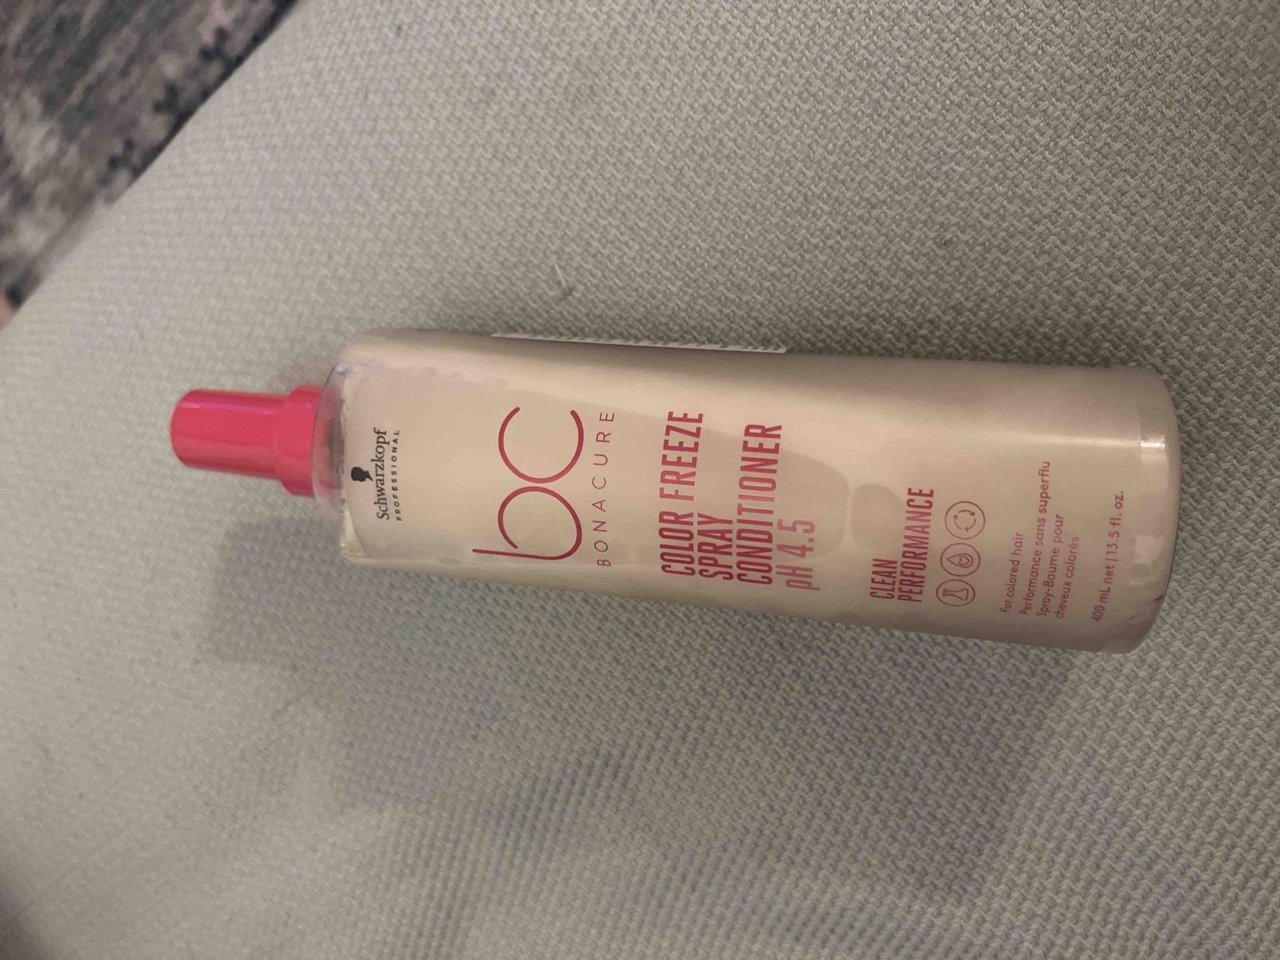 Schwarzkopf
PROFESSIONAL
bc
BONACURE
COLOR FREEZE
SPRAY
CONDITIONER
pH 4.5
CLEAN
PERFORMANCE
For colored hair
Performance sans superflu
Spray-Baume pour
cheveux colorés
400 mL net | 13.5 fl. oz.